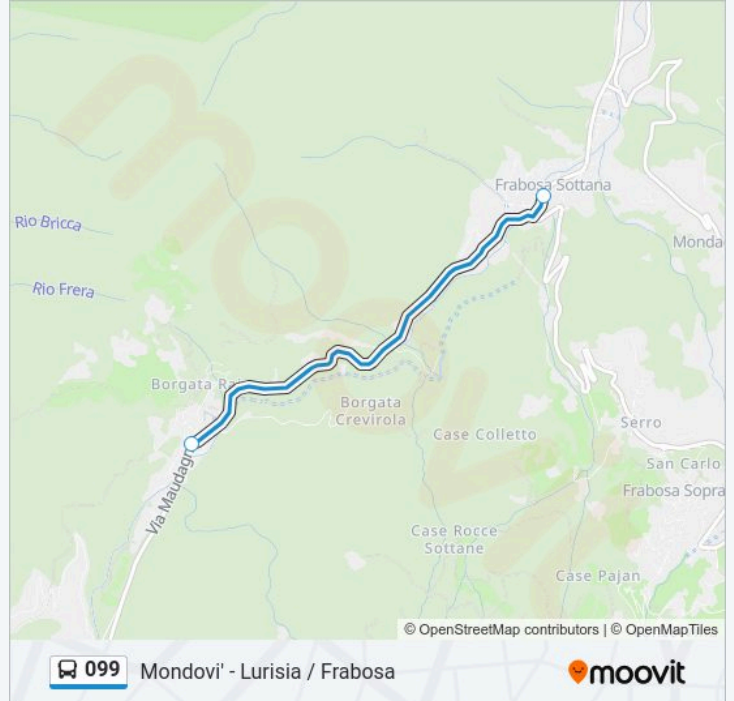 Frabosa Sottana
Rio Bricca
Monda
Rio Frera
Borgata
Borgata
Crevirola
Serro
Case Colletto
San Carlo
Via Maudagn
Frabosa Sopra
Case Rocce
Sottane
Case Pajan
© OpenStreetMap contributors | © OpenMapTiles
099 Mondovi' - Lurisia / Frabosa
moovit